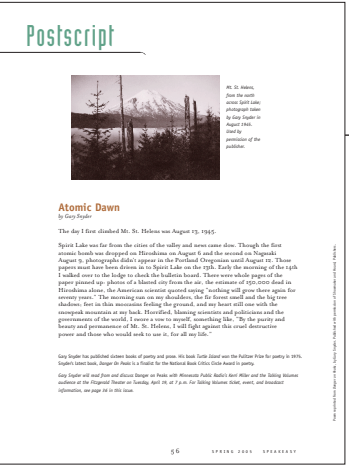 Postscript
Mt. St. Helens,
from the north
across Spirit Lake;
photograph taken
by Gary Snyder in
August 1945.
Used by
permission of the
publisher.
Atomic Dawn
by Gary Snyder
The day I first climbed Mt. St. Helens was August 13, 1945.
Spirit Lake was far from the cities of the valley and news came slow. Though the first
atomic bomb was dropped on Hiroshima on August 6 and the second on Nagasaki
August 9, photographs didn't appear in the Portland Oregonian until August 12. Those
papers must have been driven in to Spirit Lake on the 13th. Early the morning of the 14th
I walked over to the lodge to check the bulletin board. There were whole pages of the
paper pinned up: photos of a blasted city from the air, the estimate of 150,000 dead in
Hiroshima alone, the American scientist quoted saying "nothing will grow there again for
seventy years." The morning sun on my shoulders, the fir forest smell and the big tree
shadows; feet in thin moccasins feeling the ground, and my heart still one with the
snowpeak mountain at my back. Horrified, blaming scientists and politicians and the
governments of the world, I swore a vow to myself, something like, "By the purity and
beauty and permanence of Mt. St. Helens, I will fight against this cruel destructive
power and those who would seek to use it, for all my life."
Gary Snyder has published sixteen books of poetry and prose. His book Turtle Island won the Pulitzer Prize for poetry in 1975.
Snyder's latest book, Danger On Peaks is a finalist for the National Book Critics Circle Award in poetry.
Gary Snyder will read from and discuss Danger on Peaks with Minnesota Public Radio's Kerri Miller and the Talking Volumes
audience at the Fitzgerald Theater on Tuesday, April 19, at 7 p.m. For Talking Volumes ticket, event, and broadcast
information, see page 26 in this issue.
56 SPRING 2005 SPEAKEASY